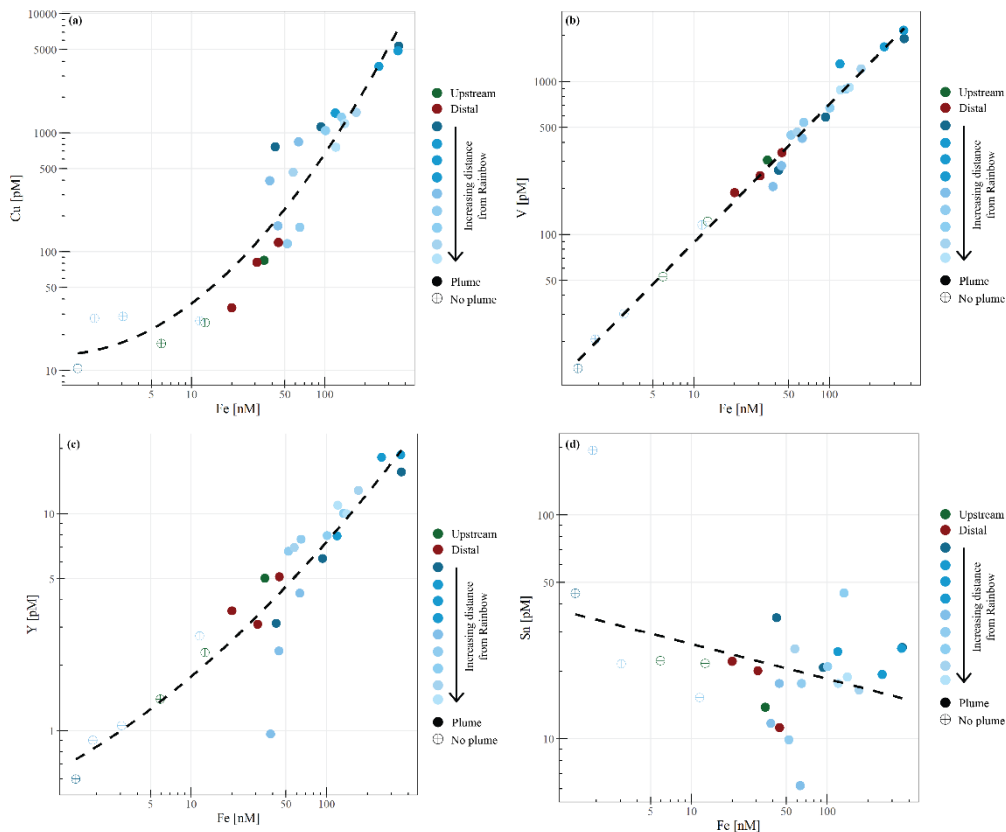 (a)
10000
5000
1000
500
100
50
10
Cu [pM]
5
10
50
100
Fe [nM]
Upstream
Distal
Increasing distance
from Rainbow
Plume
No plume
(b)
1000
500
100
50
V [pM]
5
10
50
100
Fe [nM]
Upstream
Distal
Increasing distance
from Rainbow
Plume
No plume
(c)
10
5
1
Y [pM]
5
10
50
100
Fe [nM]
Upstream
Distal
Increasing distance
from Rainbow
Plume
No plume
(d)
100
50
10
Sn [pM]
5
10
50
100
Fe [nM]
Upstream
Distal
Increasing distance
from Rainbow
Plume
No plume